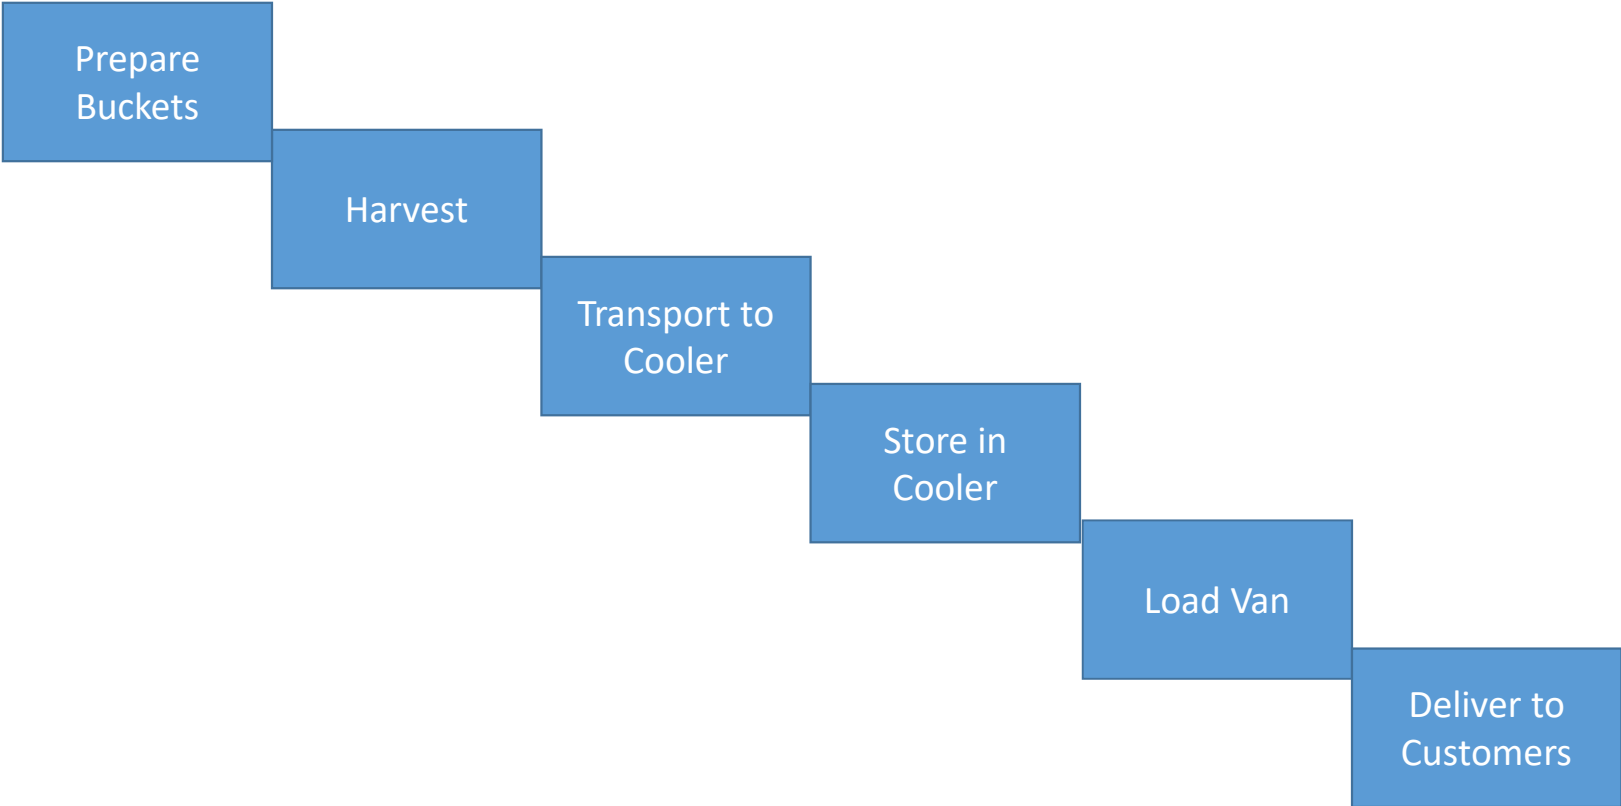 Prepare
Buckets
Harvest
Transport to
Cooler
Store in
Cooler
Load Van
Deliver to
Customers